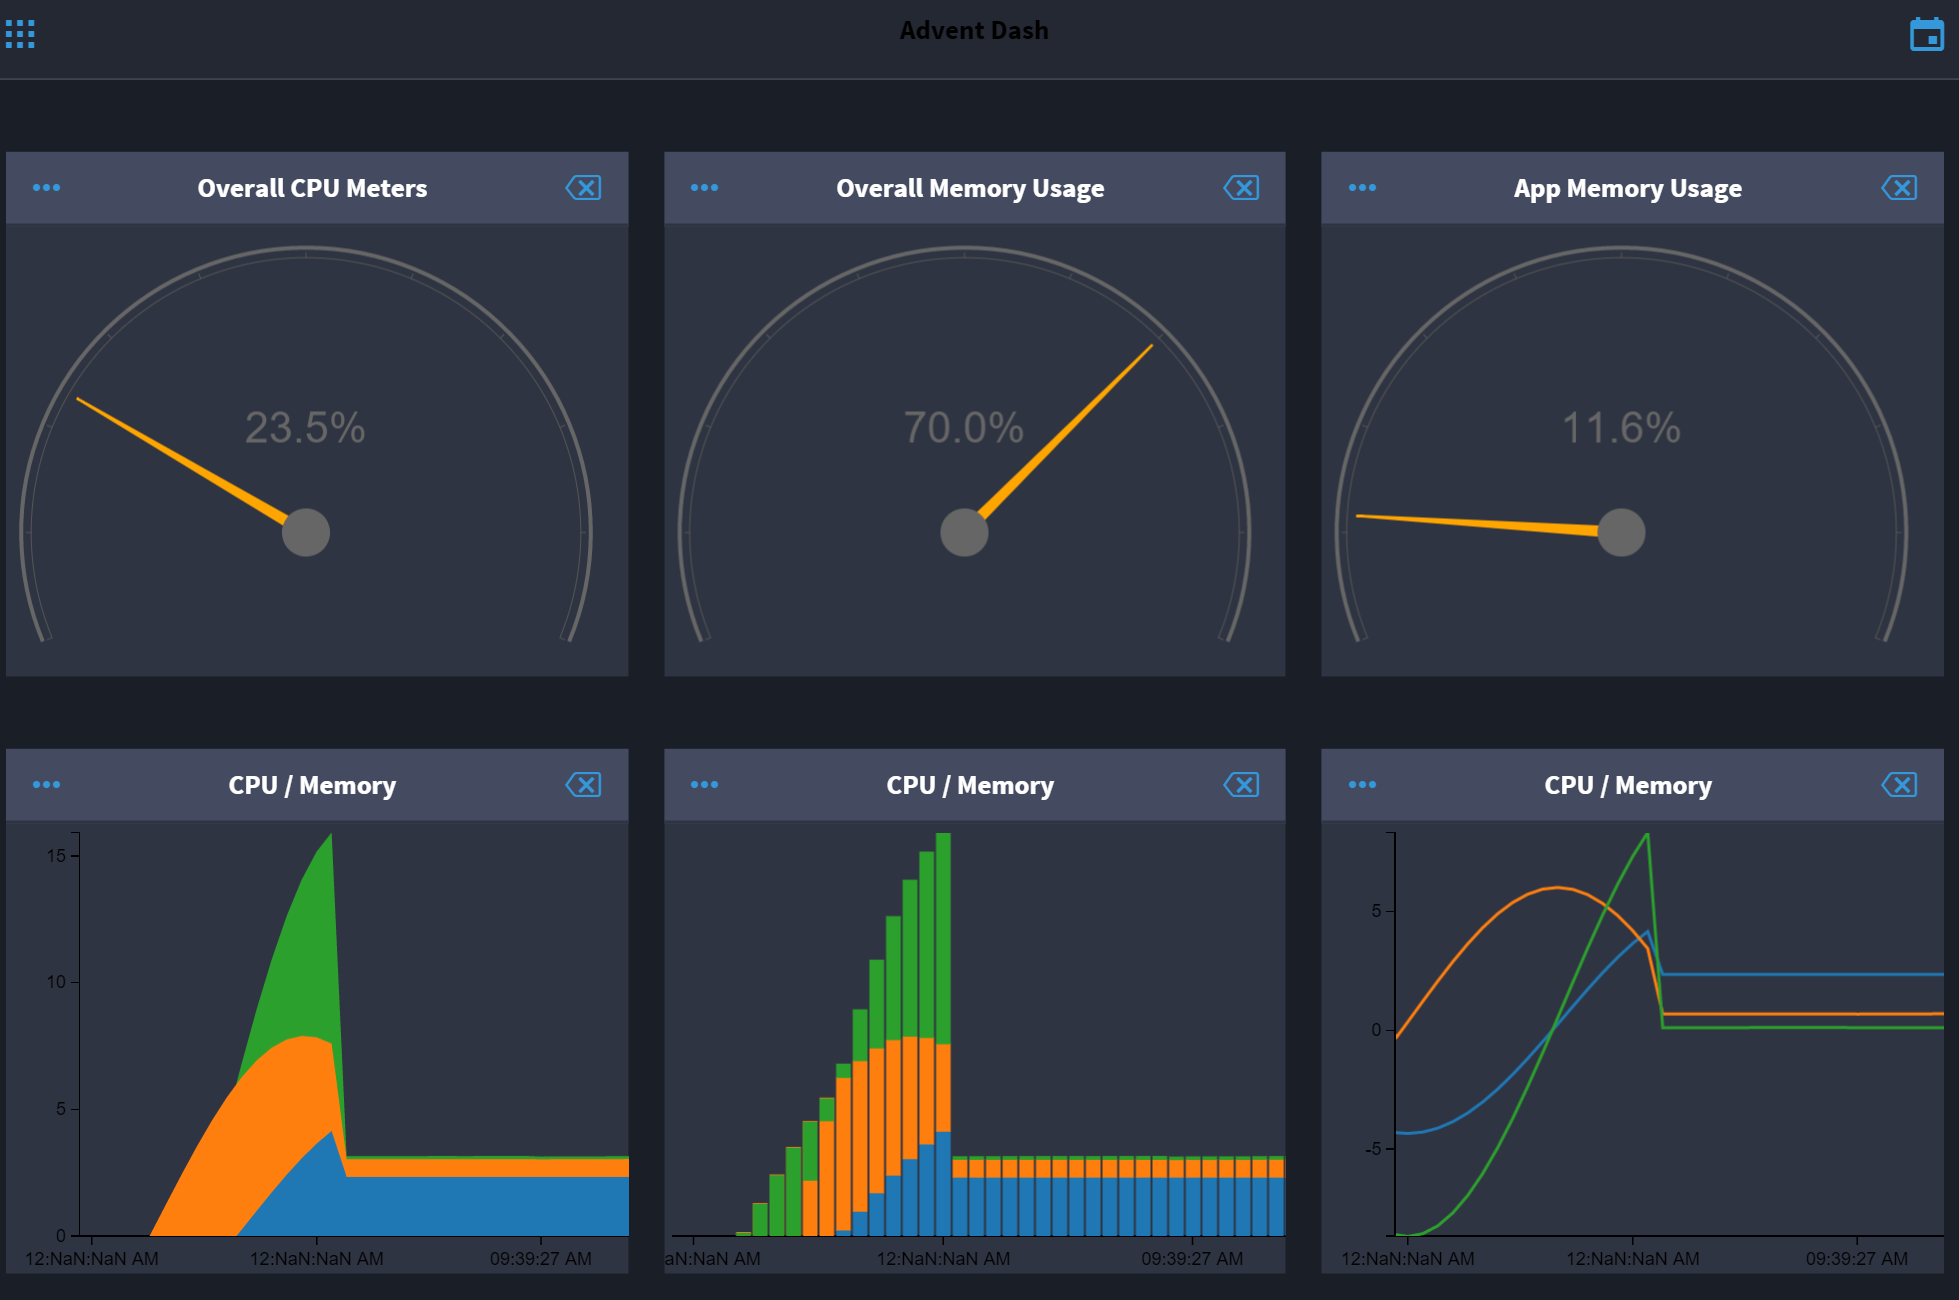 Advent Dash
Overall CPU Meters
Overall Memory Usage
App Memory Usage
23.5%
70.0%
11.6%
CPU / Memory
CPU / Memory
CPU / Memory
15
10
5
0
12:NaN:NaN AM 12:NaN:NaN AM 09:39:27 AM
aN:NaN AM 12:NaN:NaN AM 09:39:27 AM
5
0
-5
12:NaN:NaN AM 12:NaN:NaN AM 09:39:27 AM